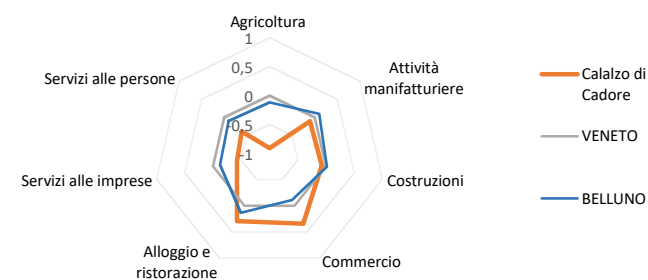 Agricoltura
1
0,5
0
-0,5
-1
Attività
manifatturiere
Costruzioni
Commercio
Alloggio e
ristorazione
Servizi alle imprese
Servizi alle persone
Calalzo di
Cadore
VENETO
BELLUNO